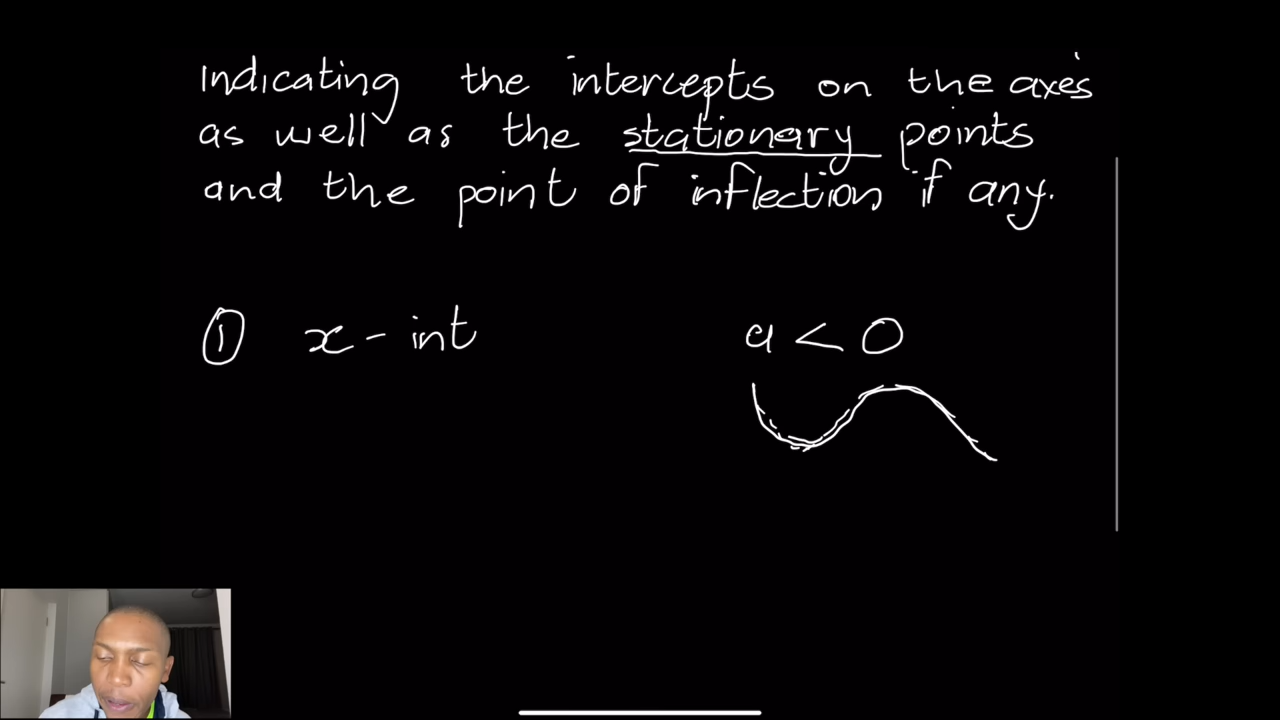 Indicating the intercepts on the axes
as well as the stationary points
and the point of inflection if any.
① x - int
a < 0